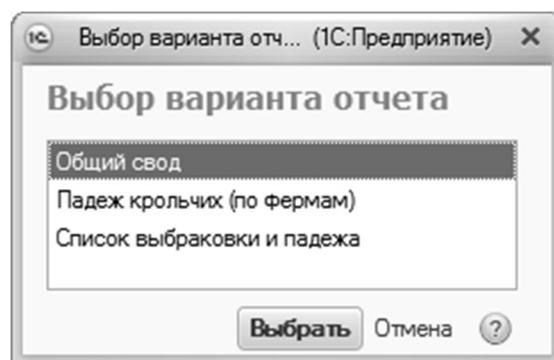 1С Выбор варианта отч... (1С:Предприятие)
Выбор варианта отчета
Общий свод
Падеж крольчих (по фермам)
Список выбраковки и падежа
Выбрать Отмена ?